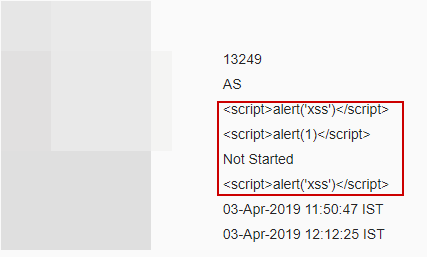 13249
AS
<script>alert('xss')</script>
<script>alert(1)</script>
Not Started
<script>alert('xss')</script>
03-Apr-2019 11:50:47 IST
03-Apr-2019 12:12:25 IST